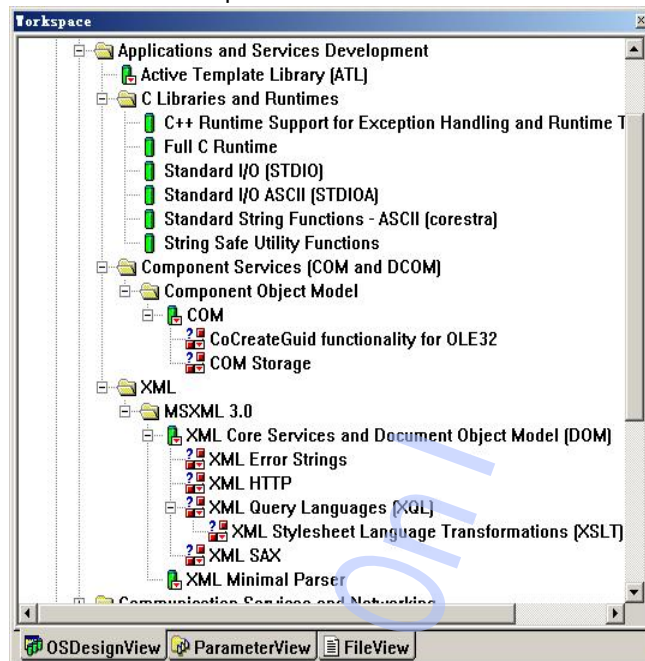 Workspace
Applications and Services Development
Active Template Library (ATL)
C Libraries and Runtimes
C++ Runtime Support for Exception Handling and Runtime T
Full C Runtime
Standard I/O (STDIO)
Standard I/O ASCII (STDIOA)
Standard String Functions - ASCII (corestra)
String Safe Utility Functions
Component Services (COM and DCOM)
Component Object Model
COM
CoCreateGuid functionality for OLE32
COM Storage
XML
MSXML 3.0
XML Core Services and Document Object Model (DOM)
XML Error Strings
XML HTTP
XML Query Languages (XQL)
XML Stylesheet Language Transformations (XSLT)
XML SAX
XML Minimal Parser
Communication Services and Networking
OSDesignView ParameterView FileView